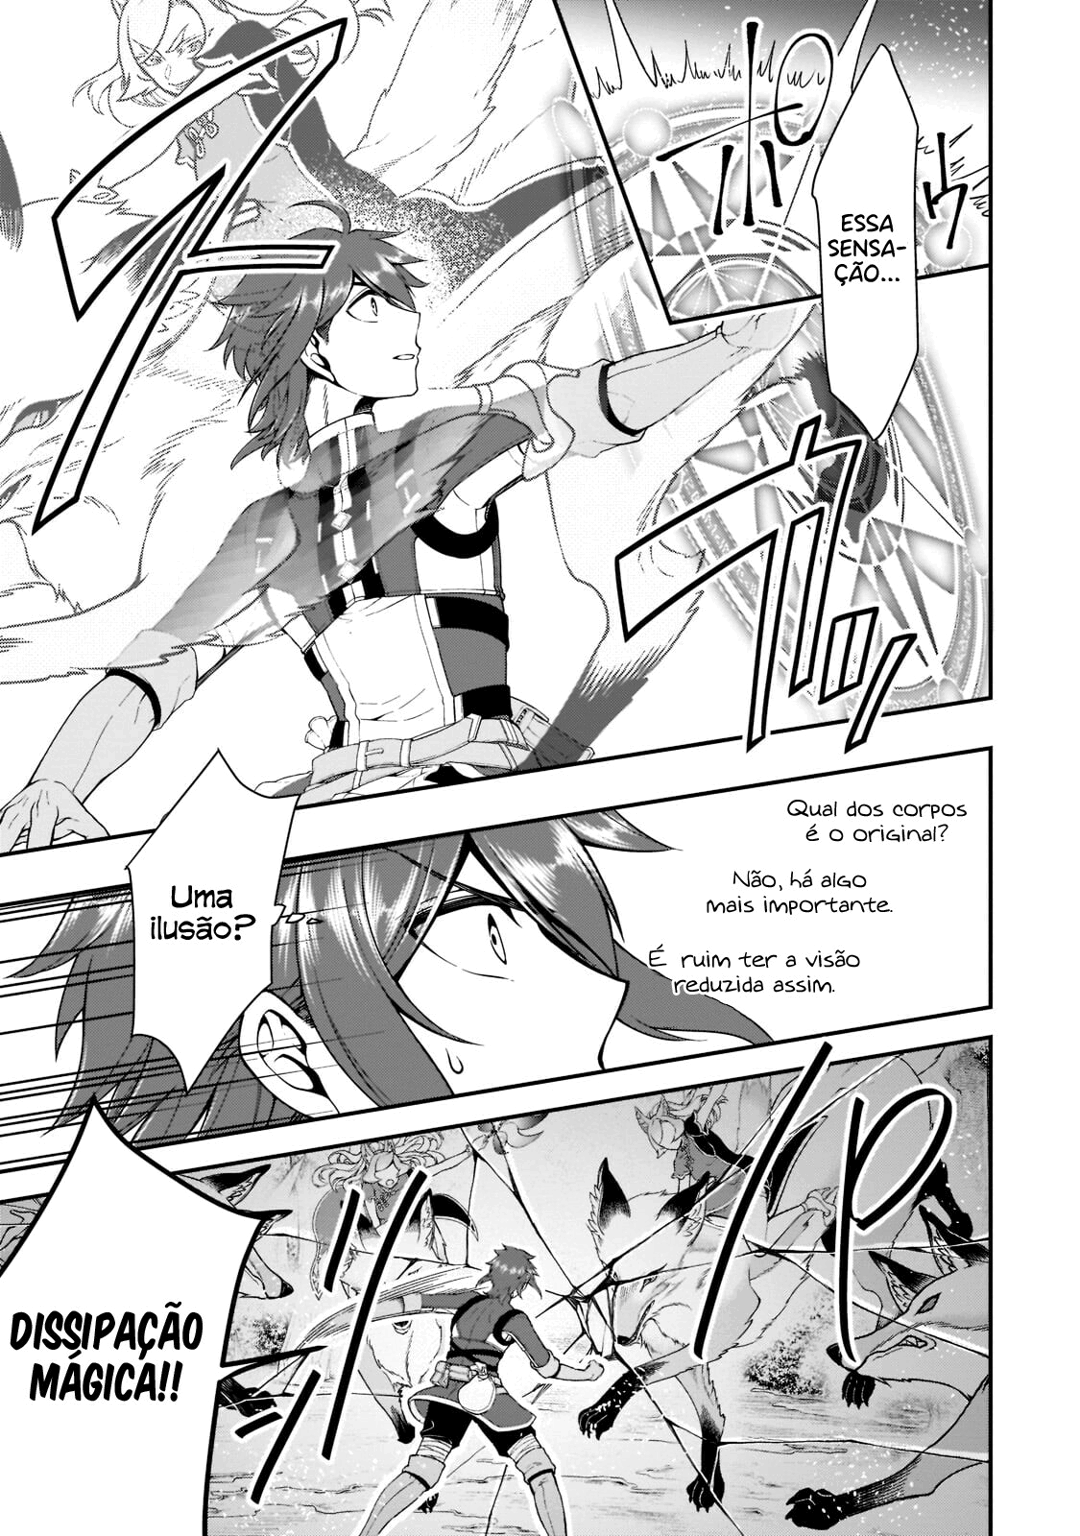 ESSA
SENSA-
ÇÃO...
Qual dos corpos
é o original?
Não, há algo
mais importante.
É ruim ter a visão
reduzida assim.
Uma
ilusão?
DISSIPAÇÃO
MÁGICA!!